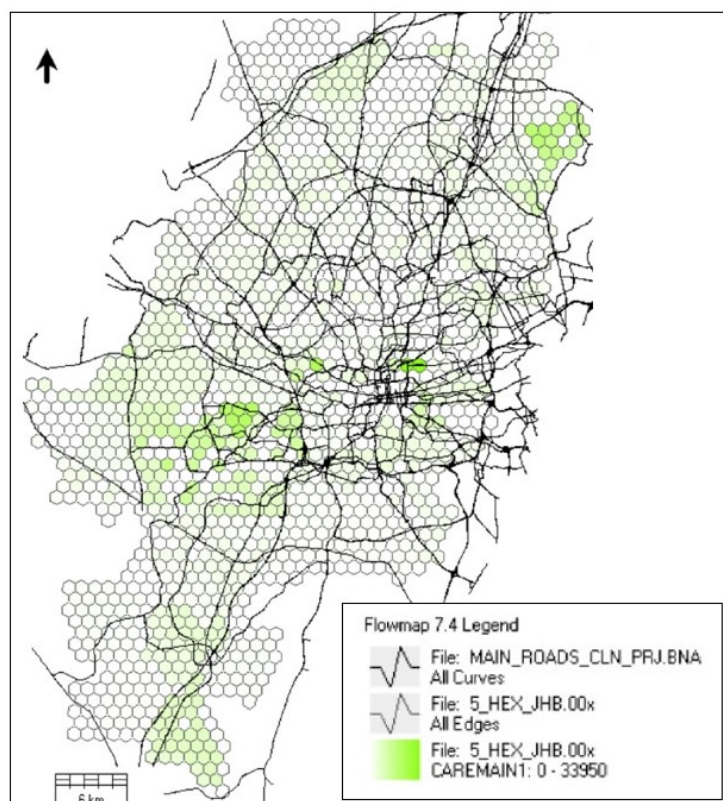 Flowmap 7.4 Legend
File: MAIN_ROADS_CLN_PRJ.BNA
All Curves
File: 5_HEX_JHB.00x
All Edges
File: 5_HEX_JHB.00x
CAREMAIN1: 0 - 33950
6 km